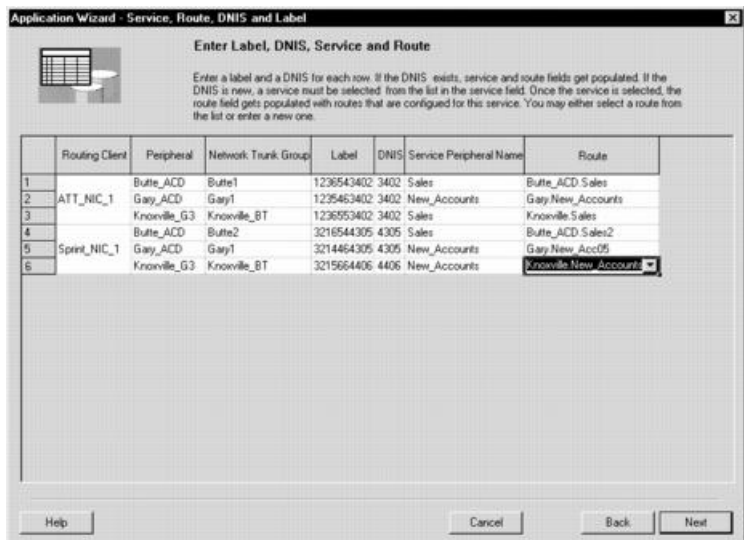 Application Wizard - Service, Route, DNIS and Label
Enter Label, DNIS, Service and Route
Enter a label and a DNIS for each row. If the DNIS exists, service and route fields get populated. If the
DNIS is new, a service must be selected from the list in the service field. Once the service is selected, the
route field gets populated with routes that are configued for this service. You may either select a route from
the list or enter a new one.
Routing Client Peripheral Network Trunk Group Label DNIS Service Peripheral Name Route
1 Butte_ACD Butte1 1236543402 3402 Sales Butte_ACD.Sales
2 ATT_NIC_1 Gary_ACD Gary1 1235463402 3402 New_Accounts Gary.New_Accounts
3 Knoxville_G3 Knoxville_BT 1236553402 3402 Sales Knoxville.Sales
4 Butte_ACD Butte2 3216544305 4305 Sales Butte_ACD.Sales2
5 Sprint_NIC_1 Gary_ACD Gary1 3214464305 4305 New_Accounts Gary.New_Acc05
6 Knoxville_G3 Knoxville_BT 3215664406 4406 New_Accounts Knoxville.New_Accounts
Help Cancel Back Next